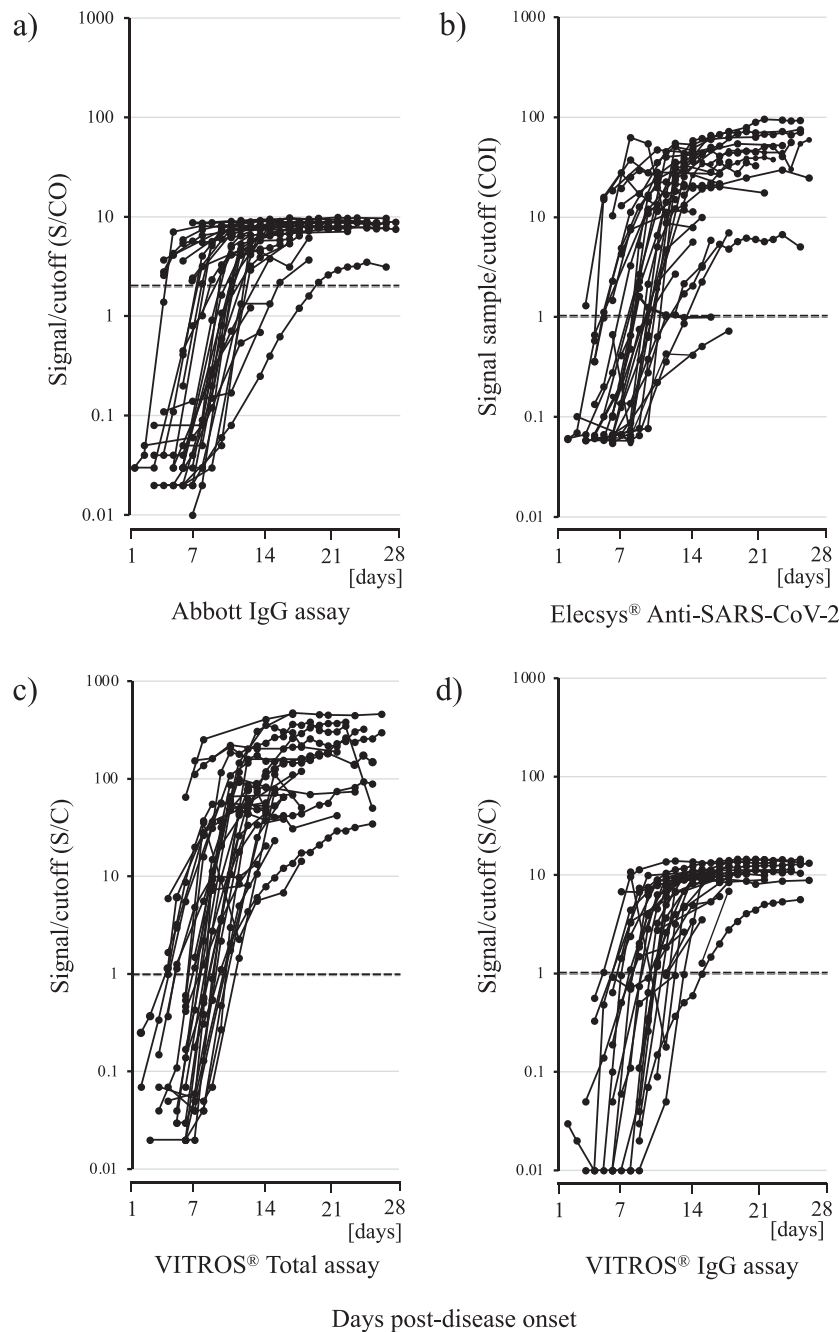 a)
Signal/cutoff (S/CO)
1000
100
10
1
0.1
0.01
1 7 14 21 28
[days]
Abbott IgG assay
b)
Signal sample/cutoff (COI)
1000
100
10
1
0.1
0.01
1 7 14 21 28
[days]
Elecsys® Anti-SARS-CoV-2
c)
Signal/cutoff (S/C)
1000
100
10
1
0.1
0.01
1 7 14 21 28
[days]
VITROS® Total assay
d)
Signal/cutoff (S/C)
1000
100
10
1
0.1
0.01
1 7 14 21 28
[days]
VITROS® IgG assay
Days post-disease onset